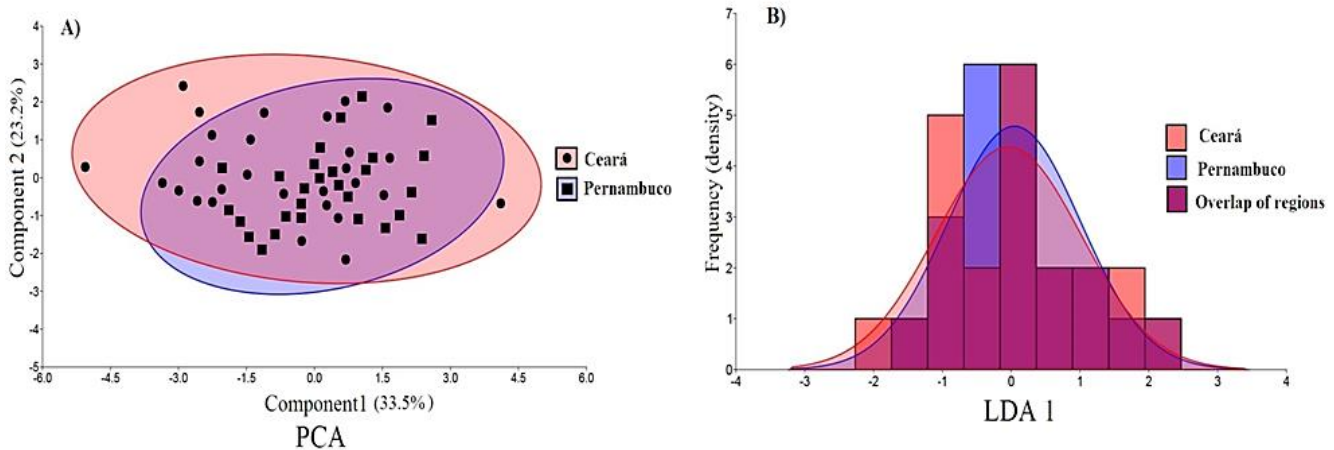 A)
4
3
2
1
0
-1
-2
-3
-4
-5
Component 2 (23.2%)
-6.0 -4.5 -3.0 -1.5 0.0 1.5 3.0 4.5 6.0
Component1 (33.5%)
PCA
Ceará
Pernambuco
B)
7
6
5
4
3
2
1
0
Frequency (density)
-4 -3 -2 -1 0 1 2 3 4
LDA 1
Ceará
Pernambuco
Overlap of regions